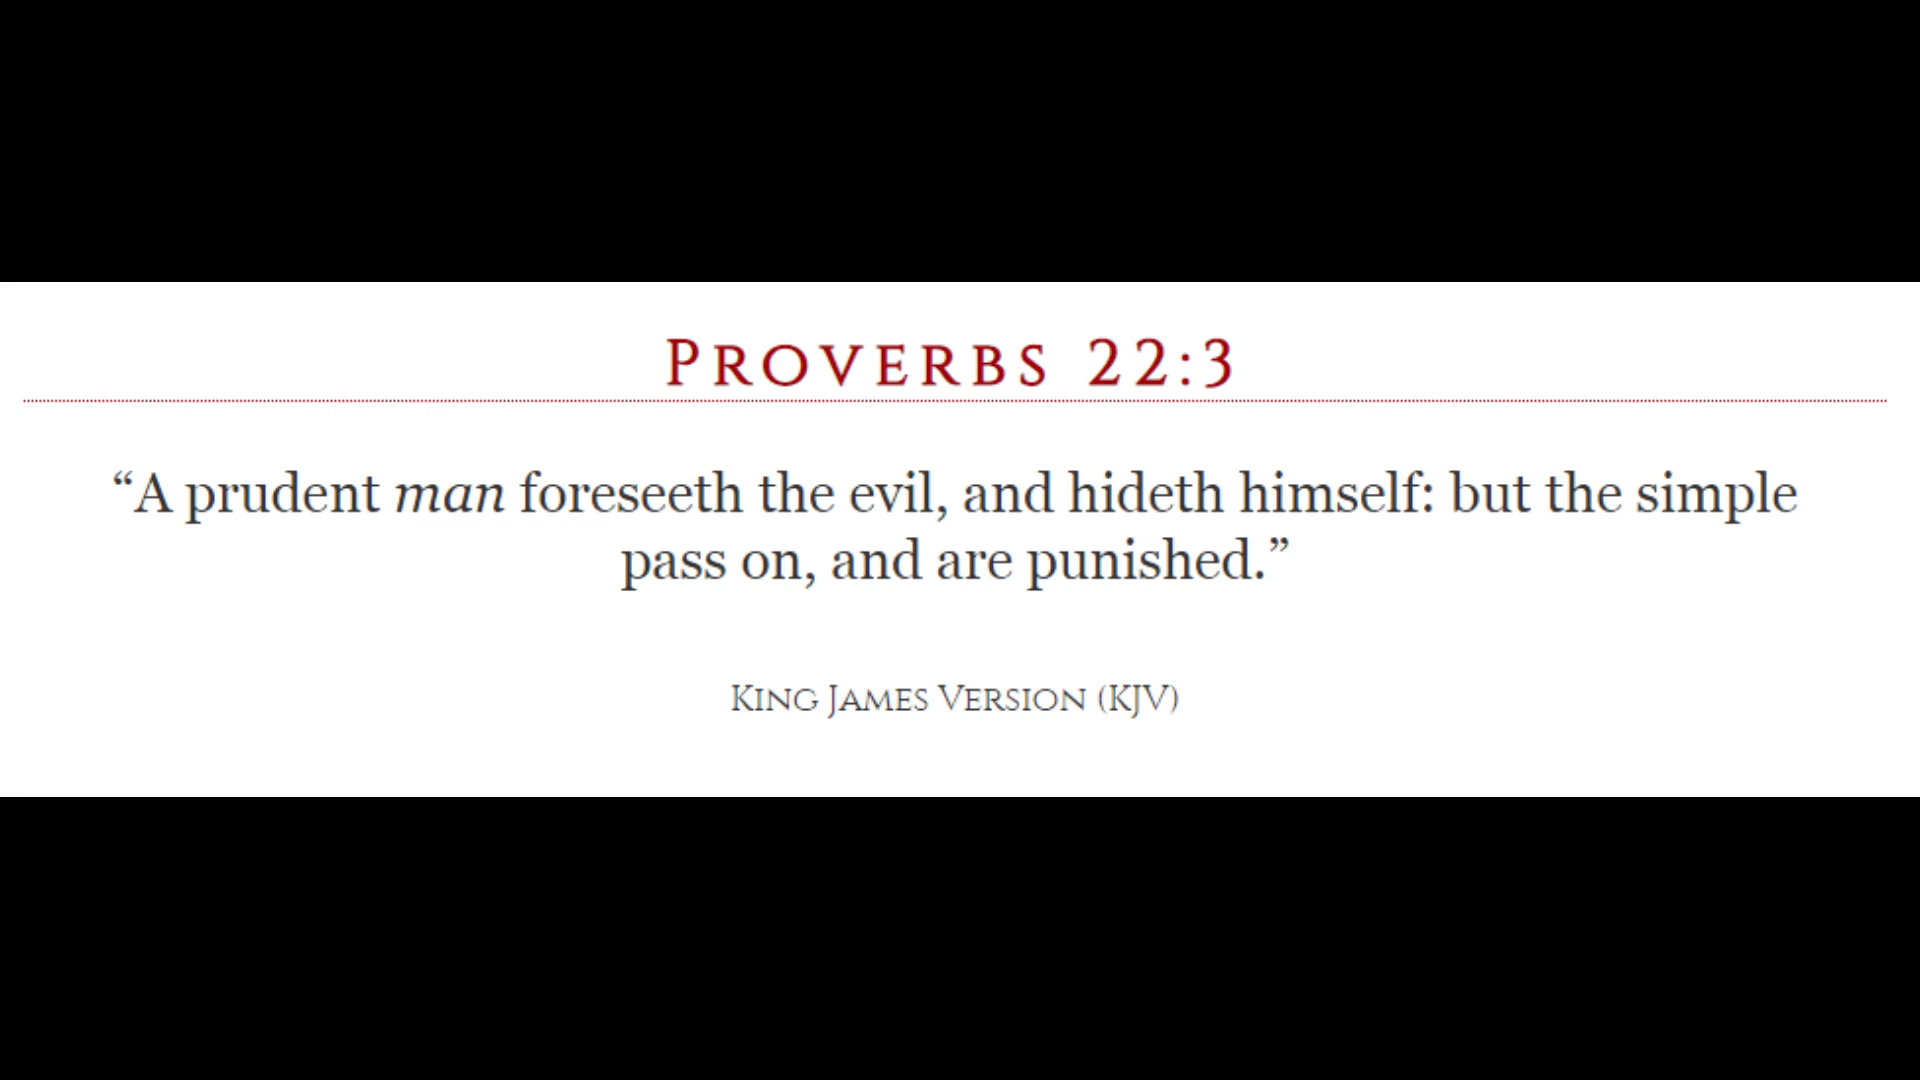 Proverbs 22:3
“A prudent man foreseeth the evil, and hideth himself: but the simple
pass on, and are punished.”
King James Version (KJV)